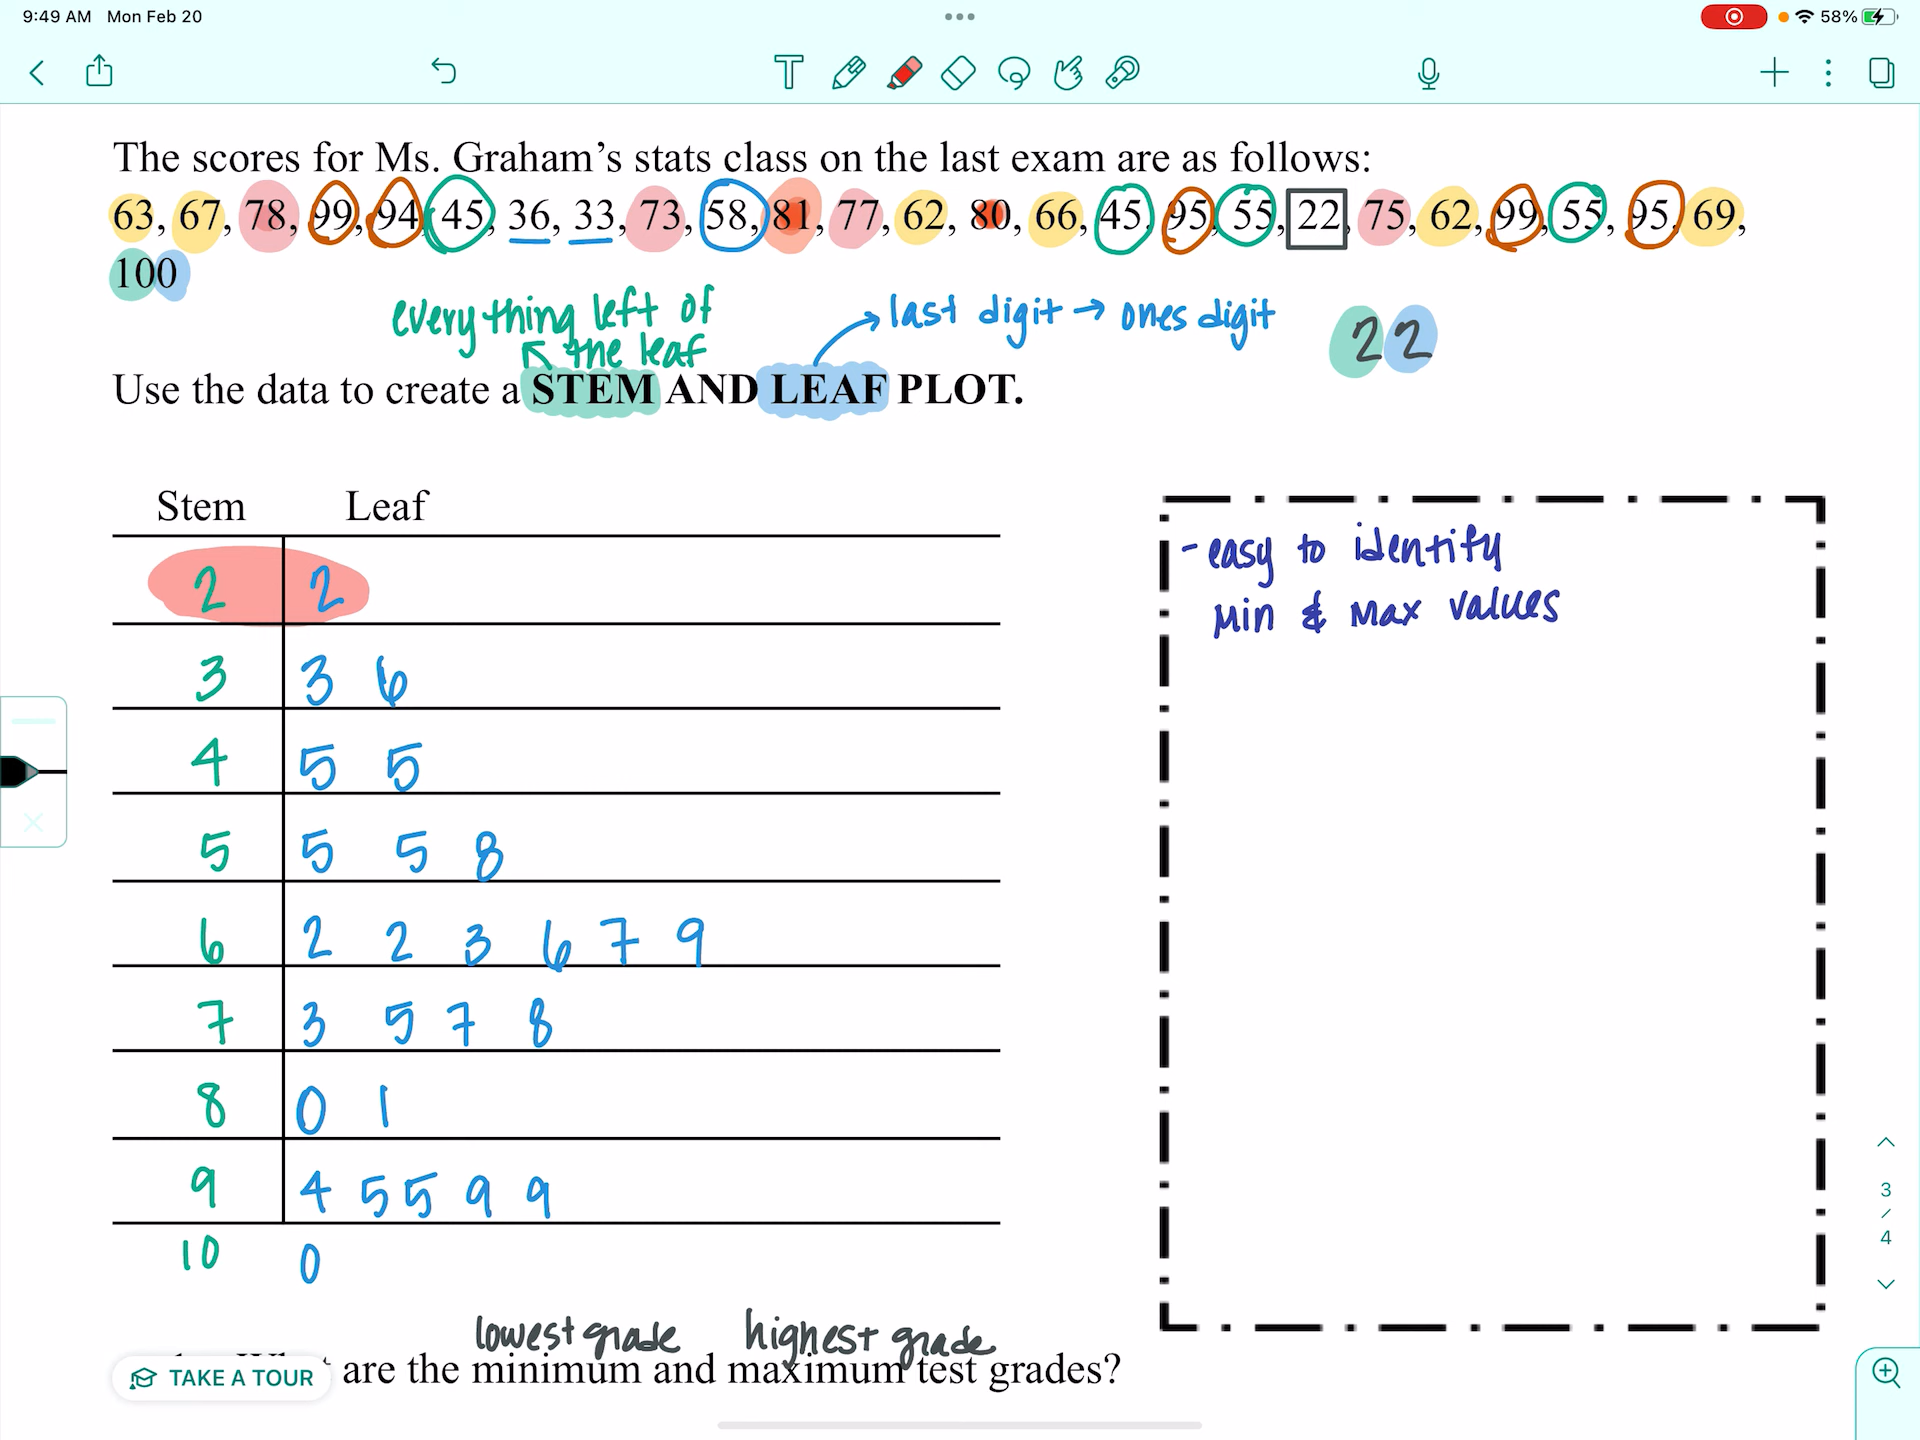 9:49 AM Mon Feb 20
58%
T
The scores for Ms. Graham’s stats class on the last exam are as follows:
63, 67, 78, 99, 94, 45, 36, 33, 73, 58, 81, 77, 62, 80, 66, 45, 95, 55, 22, 75, 62, 99, 55, 95, 69,
100
everything left of
the leaf
last digit → ones digit
22
Use the data to create a STEM AND LEAF PLOT.
Stem Leaf
2 2
3 3 6
4 5 5
5 5 5 8
6 2 2 3 6 7 9
7 3 5 7 8
8 0 1
9 4 5 5 9 9
10 0
- easy to identify
Min & Max values
3
/
4
lowest grade highest grade
are the minimum and maximum test grades?
TAKE A TOUR